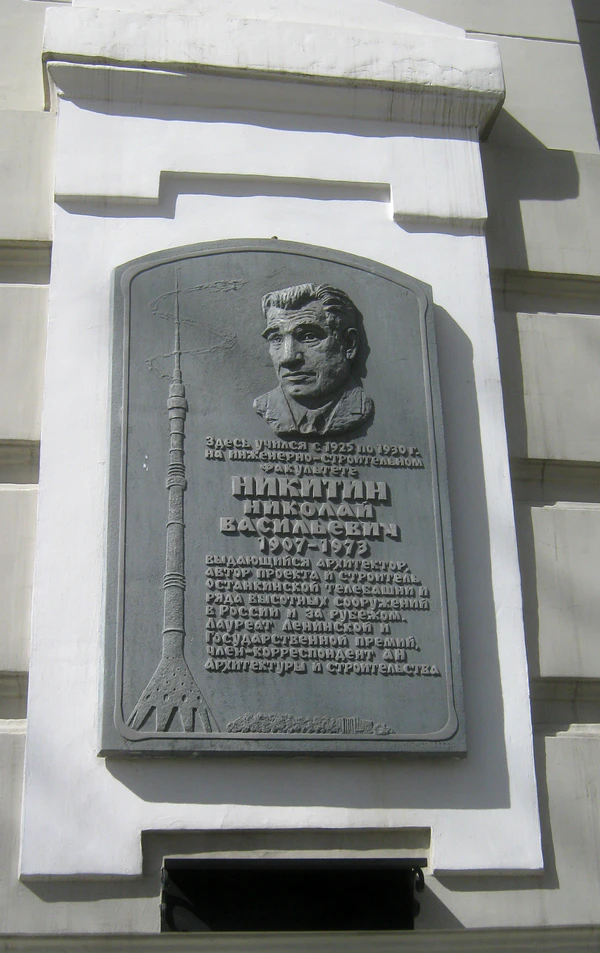 Здесь учился с 1925 по 1930 г.
на инженерно-строительном
факультете
НИКИТИН
НИКОЛАЙ
ВАСИЛЬЕВИЧ
1907-1973
выдающийся архитектор,
автор проекта и строитель
Останкинской телебашни и
ряда высотных сооружений
в России и за рубежом.
Лауреат Ленинской и
Государственной премий,
член-корреспондент АН
архитектуры и строительства